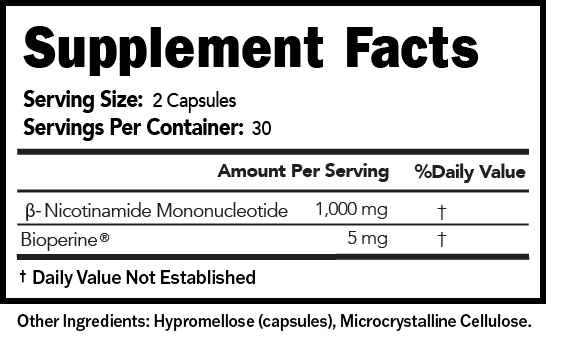 Supplement Facts
Serving Size: 2 Capsules
Servings Per Container: 30
Amount Per Serving %Daily Value
β-Nicotinamide Mononucleotide 1,000 mg †
Bioperine® 5 mg †
† Daily Value Not Established
Other Ingredients: Hypromellose (capsules), Microcrystalline Cellulose.